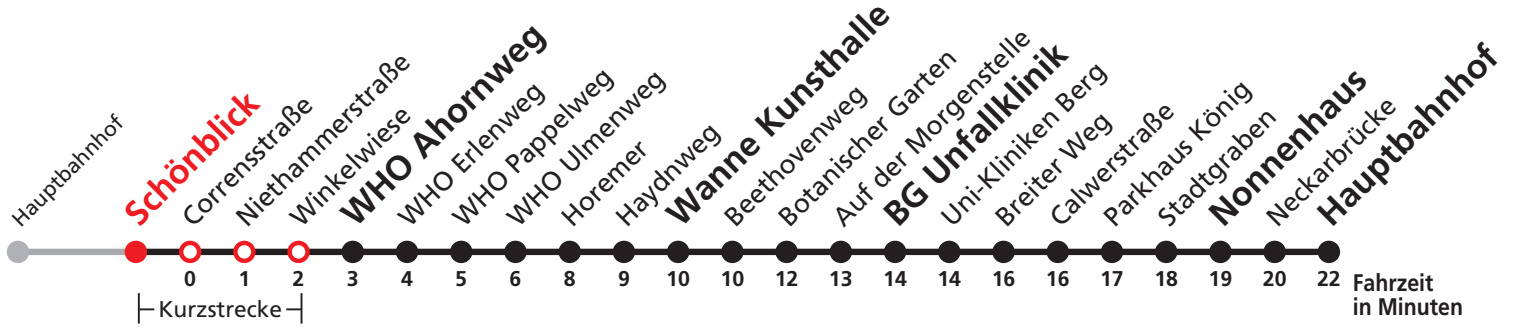 Hauptbahnhof
Schönblick
Corrensstraße
Niethammerstraße
Winkelwiese
WHO Ahornweg
WHO Erlenweg
WHO Pappelweg
WHO Ulmenweg
Horemer
Haydnweg
Wanne Kunsthalle
Beethovenweg
Botanischer Garten
Auf der Morgenstelle
BG Unfallklinik
Uni-Kliniken Berg
Breiter Weg
Calwerstraße
Parkhaus König
Stadtgraben
Nonnenhaus
Neckarbrücke
Hauptbahnhof
0 1 2 3 4 5 6 8 9 10 10 12 13 14 14 16 16 17 18 19 20 22
Fahrzeit
in Minuten
Kurzstrecke